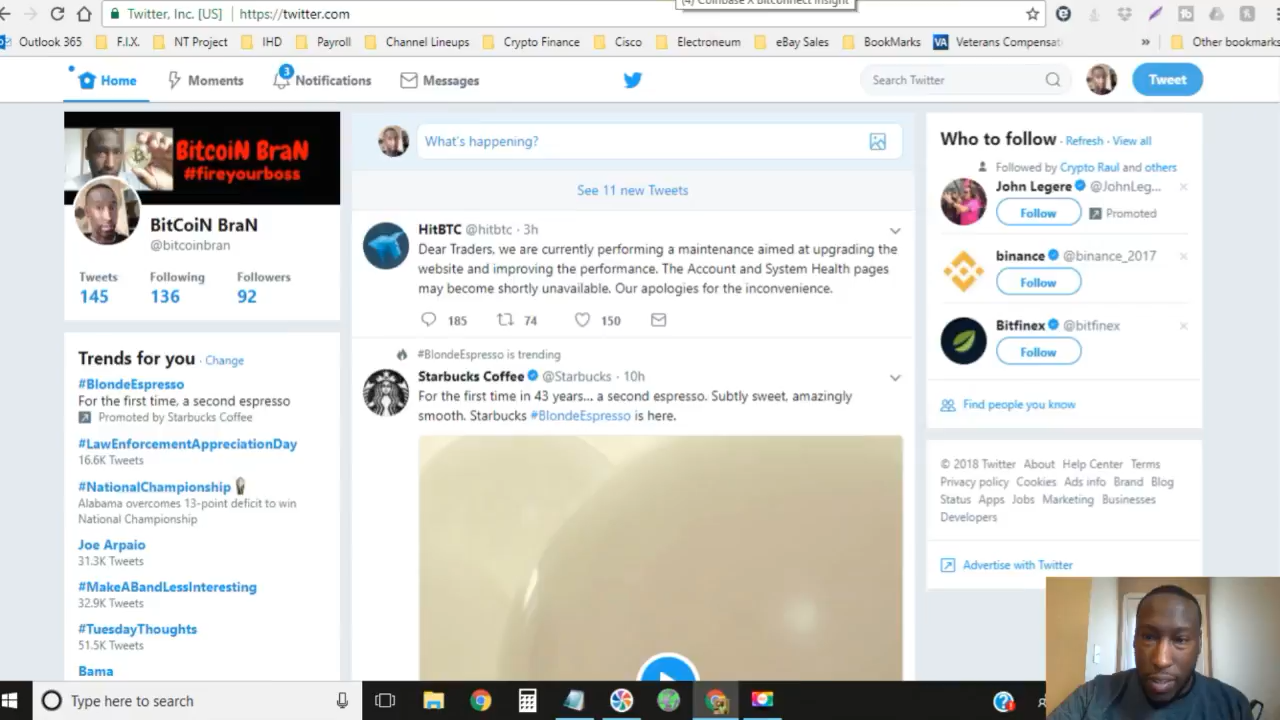 (4) Coinbase X Bitconnect Insight
Twitter, Inc. [US]
https://twitter.com
Outlook 365
F.I.X.
NT Project
IHD
Payroll
Channel Lineups
Crypto Finance
Cisco
Electroneum
eBay Sales
BookMarks
VA
Veterans Compensati
»
Other bookmarks
Home
Moments
3
Notifications
Messages
Search Twitter
Tweet
BitcoiN BraN
#fireyourboss
BitCoiN BraN
@bitcoinbran
Tweets Following Followers
145 136 92
Trends for you · Change
#BlondeEspresso
For the first time, a second espresso
Promoted by Starbucks Coffee
#LawEnforcementAppreciationDay
16.6K Tweets
#NationalChampionship
Alabama overcomes 13-point deficit to win
National Championship
Joe Arpaio
31.3K Tweets
#MakeABandLessInteresting
32.9K Tweets
#TuesdayThoughts
51.5K Tweets
Bama
What's happening?
See 11 new Tweets
HitBTC @hitbtc · 3h
Dear Traders, we are currently performing a maintenance aimed at upgrading the
website and improving the performance. The Account and System Health pages
may become shortly unavailable. Our apologies for the inconvenience.
185 74 150
#BlondeEspresso is trending
Starbucks Coffee @Starbucks · 10h
For the first time in 43 years... a second espresso. Subtly sweet, amazingly
smooth. Starbucks #BlondeEspresso is here.
Who to follow · Refresh · View all
Followed by Crypto Raul and others
John Legere @JohnLeg...
Follow
Promoted
binance @binance_2017
Follow
Bitfinex @bitfinex
Follow
Find people you know
© 2018 Twitter About Help Center Terms
Privacy policy Cookies Ads info Brand Blog
Status Apps Jobs Marketing Businesses
Developers
Advertise with Twitter
Type here to search